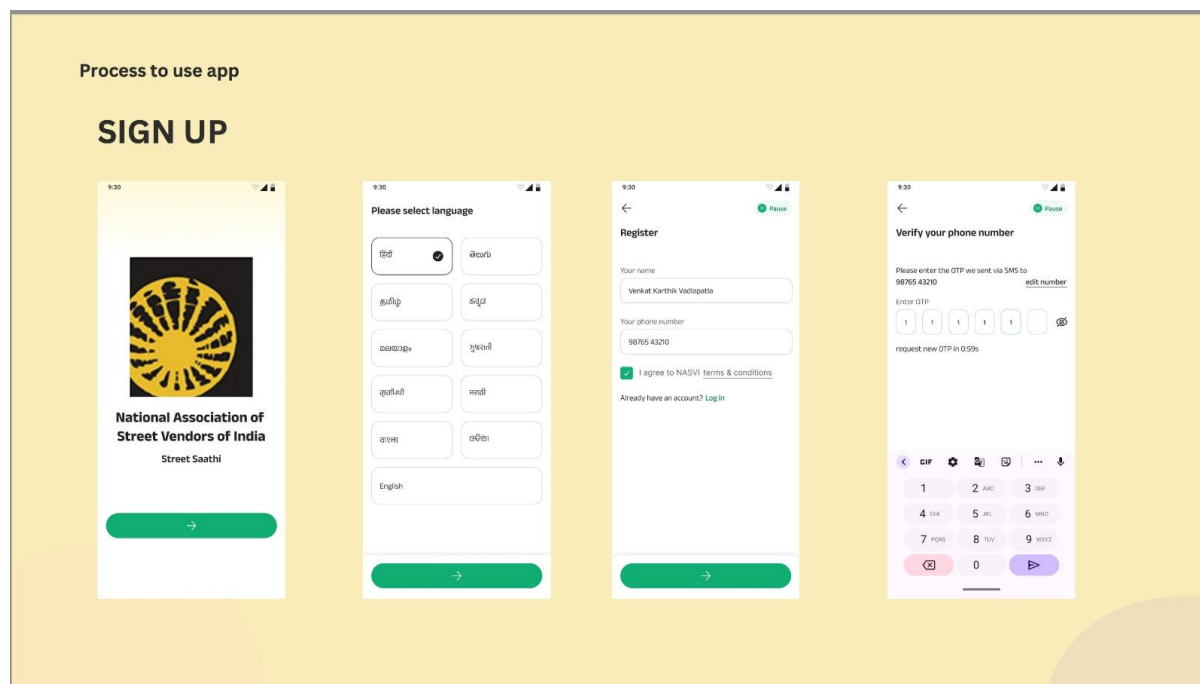 Process to use app
SIGN UP
9:30
National Association of
Street Vendors of India
Street Saathi
9:30
Please select language
हिंदी
తెలుగు
தமிழ்
ಕನ್ನಡ
മലയാളം
ગુજરાતી
मराठी
বাংলা
ଓଡ଼ିଆ
English
9:30
Pause
Register
Your name
Venkat Karthik Vadlapatla
Your phone number
98765 43210
I agree to NASVI terms & conditions
Already have an account? Log in
9:30
Pause
Verify your phone number
Please enter the OTP we sent via SMS to
98765 43210 edit number
Enter OTP
1 1 1 1 1
request new OTP in 0:59s
GIF
1 2 ABC 3 DEF
4 GHI 5 JKL 6 MNO
7 PQRS 8 TUV 9 WXYZ
0